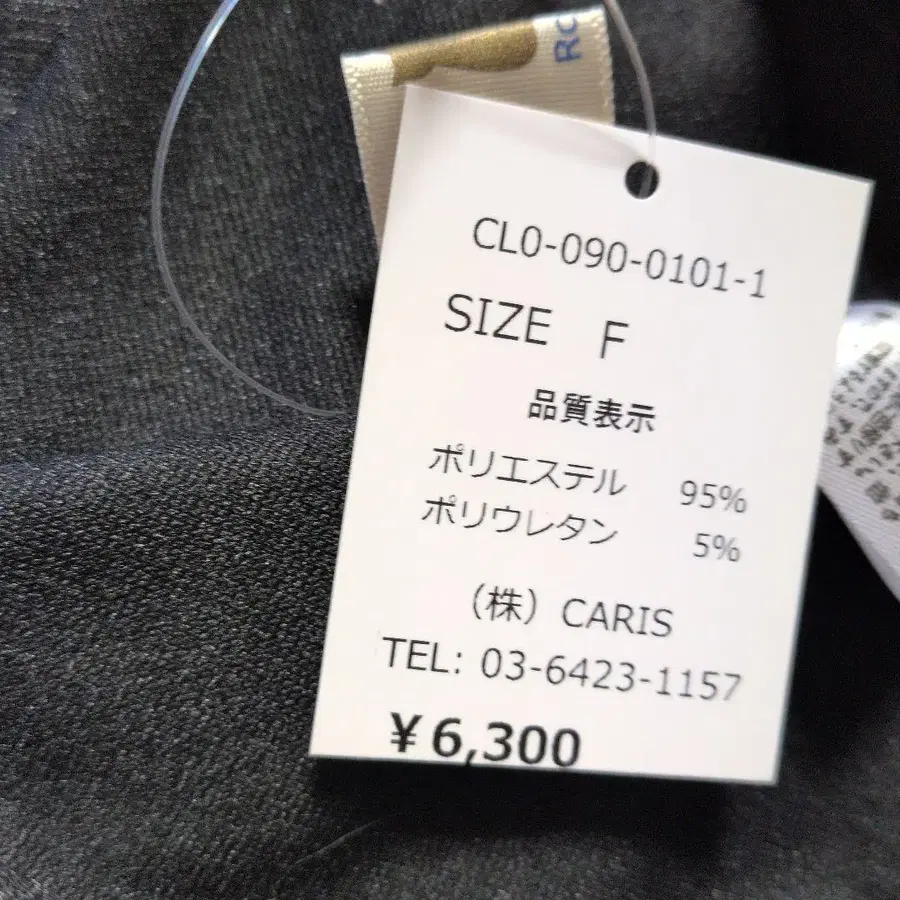 RO
CL0-090-0101-1
SIZE F
品質表示
ポリエステル 95%
ポリウレタン 5%
（株）CARIS
TEL: 03-6423-1157
¥6,300